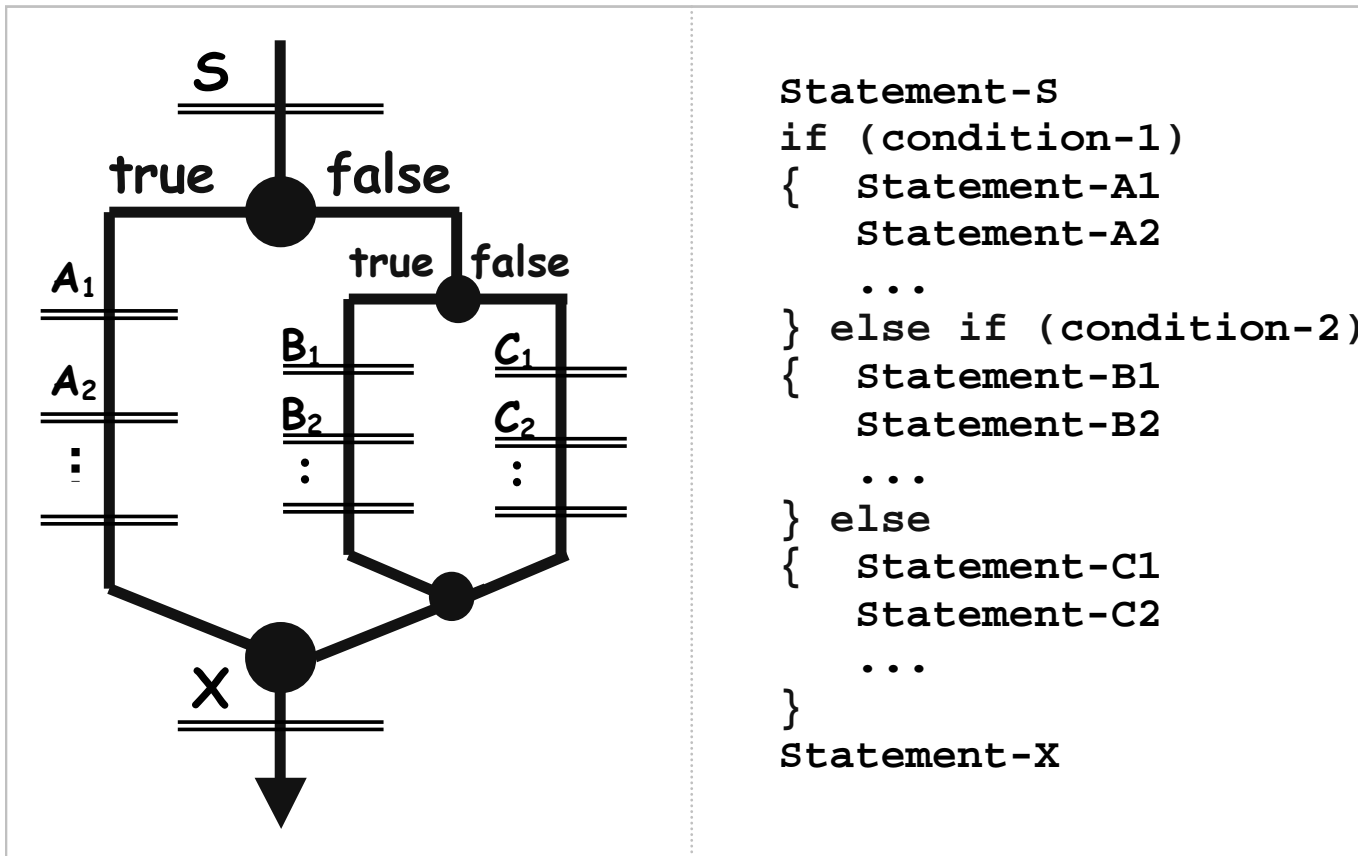 S
true false
true false
A1
B1
C1
A2
B2
C2
⋮
:
:
X
Statement-S
if (condition-1)
{ Statement-A1
Statement-A2
...
} else if (condition-2)
{ Statement-B1
Statement-B2
...
} else
{ Statement-C1
Statement-C2
...
}
Statement-X